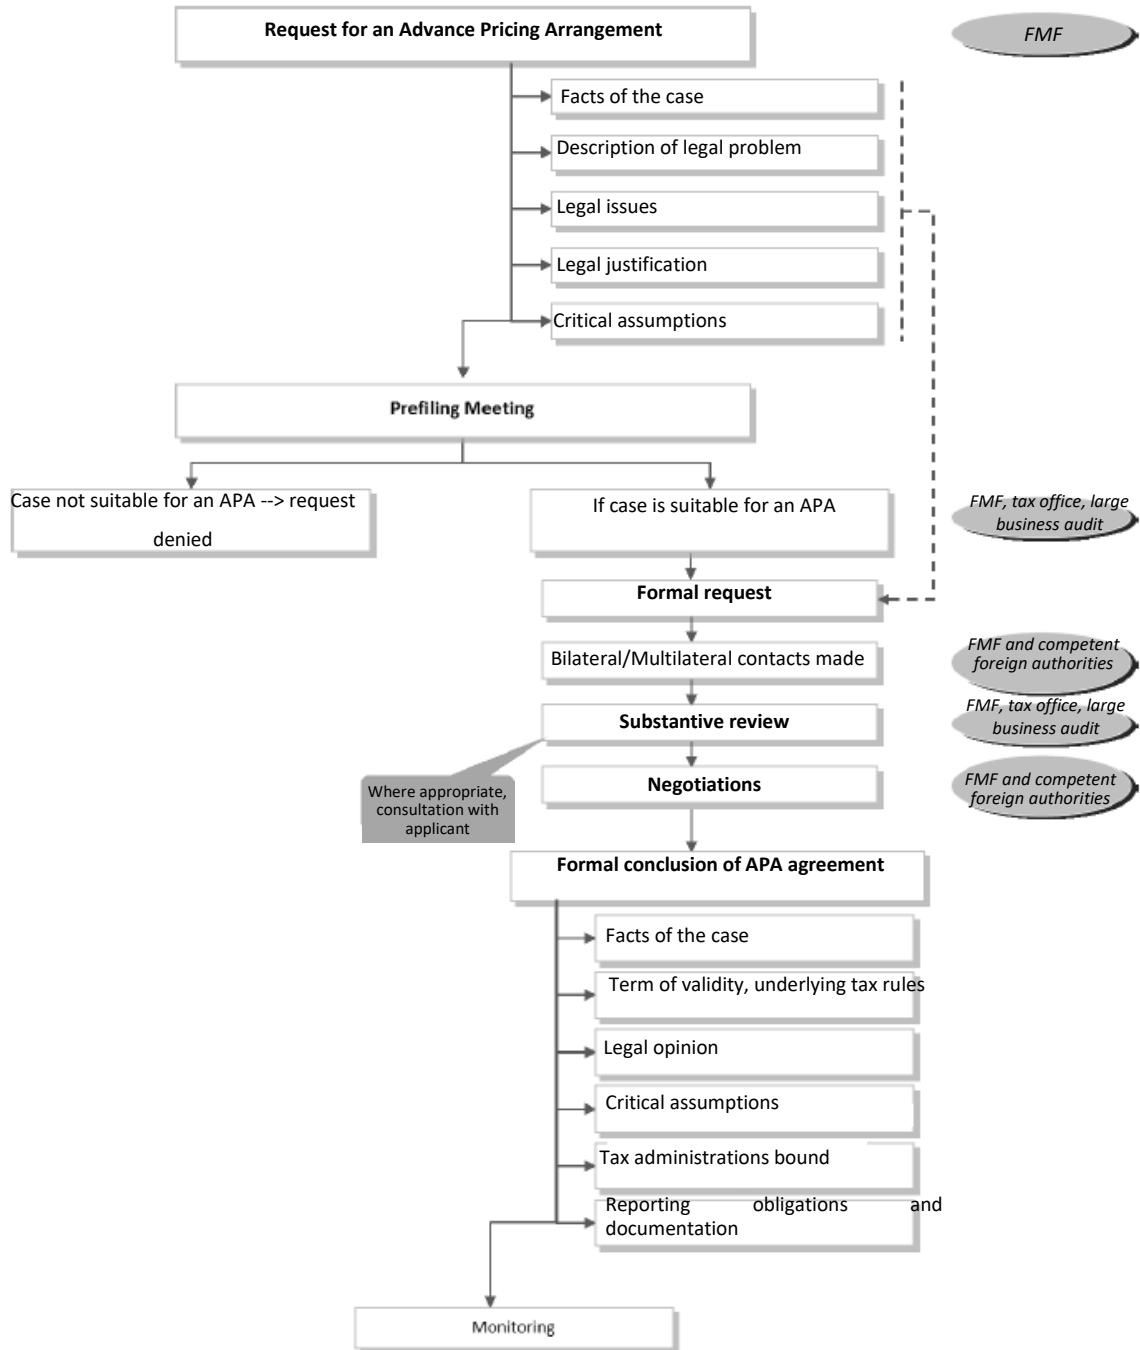 Request for an Advance Pricing Arrangement
FMF
Facts of the case
Description of legal problem
Legal issues
Legal justification
Critical assumptions
Prefiling Meeting
Case not suitable for an APA --> request
denied
If case is suitable for an APA
FMF, tax office, large
business audit
Formal request
Bilateral/Multilateral contacts made
FMF and competent
foreign authorities
Substantive review
FMF, tax office, large
business audit
Where appropriate,
consultation with
applicant
Negotiations
FMF and competent
foreign authorities
Formal conclusion of APA agreement
Facts of the case
Term of validity, underlying tax rules
Legal opinion
Critical assumptions
Tax administrations bound
Reporting obligations and
documentation
Monitoring